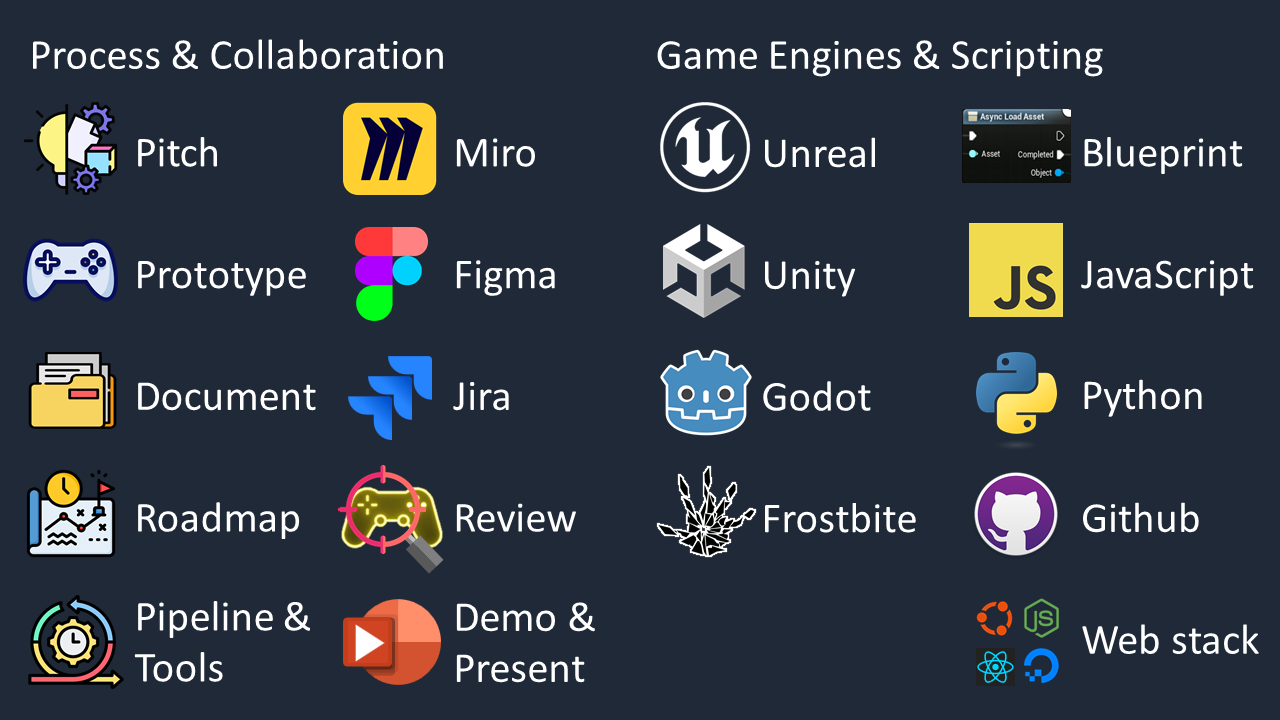 Process & Collaboration
Game Engines & Scripting
Pitch
Miro
Unreal
Async Load Asset
Asset
Completed
Object
Blueprint
Prototype
Figma
Unity
JS
JavaScript
Document
Jira
Godot
Python
Roadmap
Review
Frostbite
Github
Pipeline &
Tools
Demo &
Present
JS
Web stack